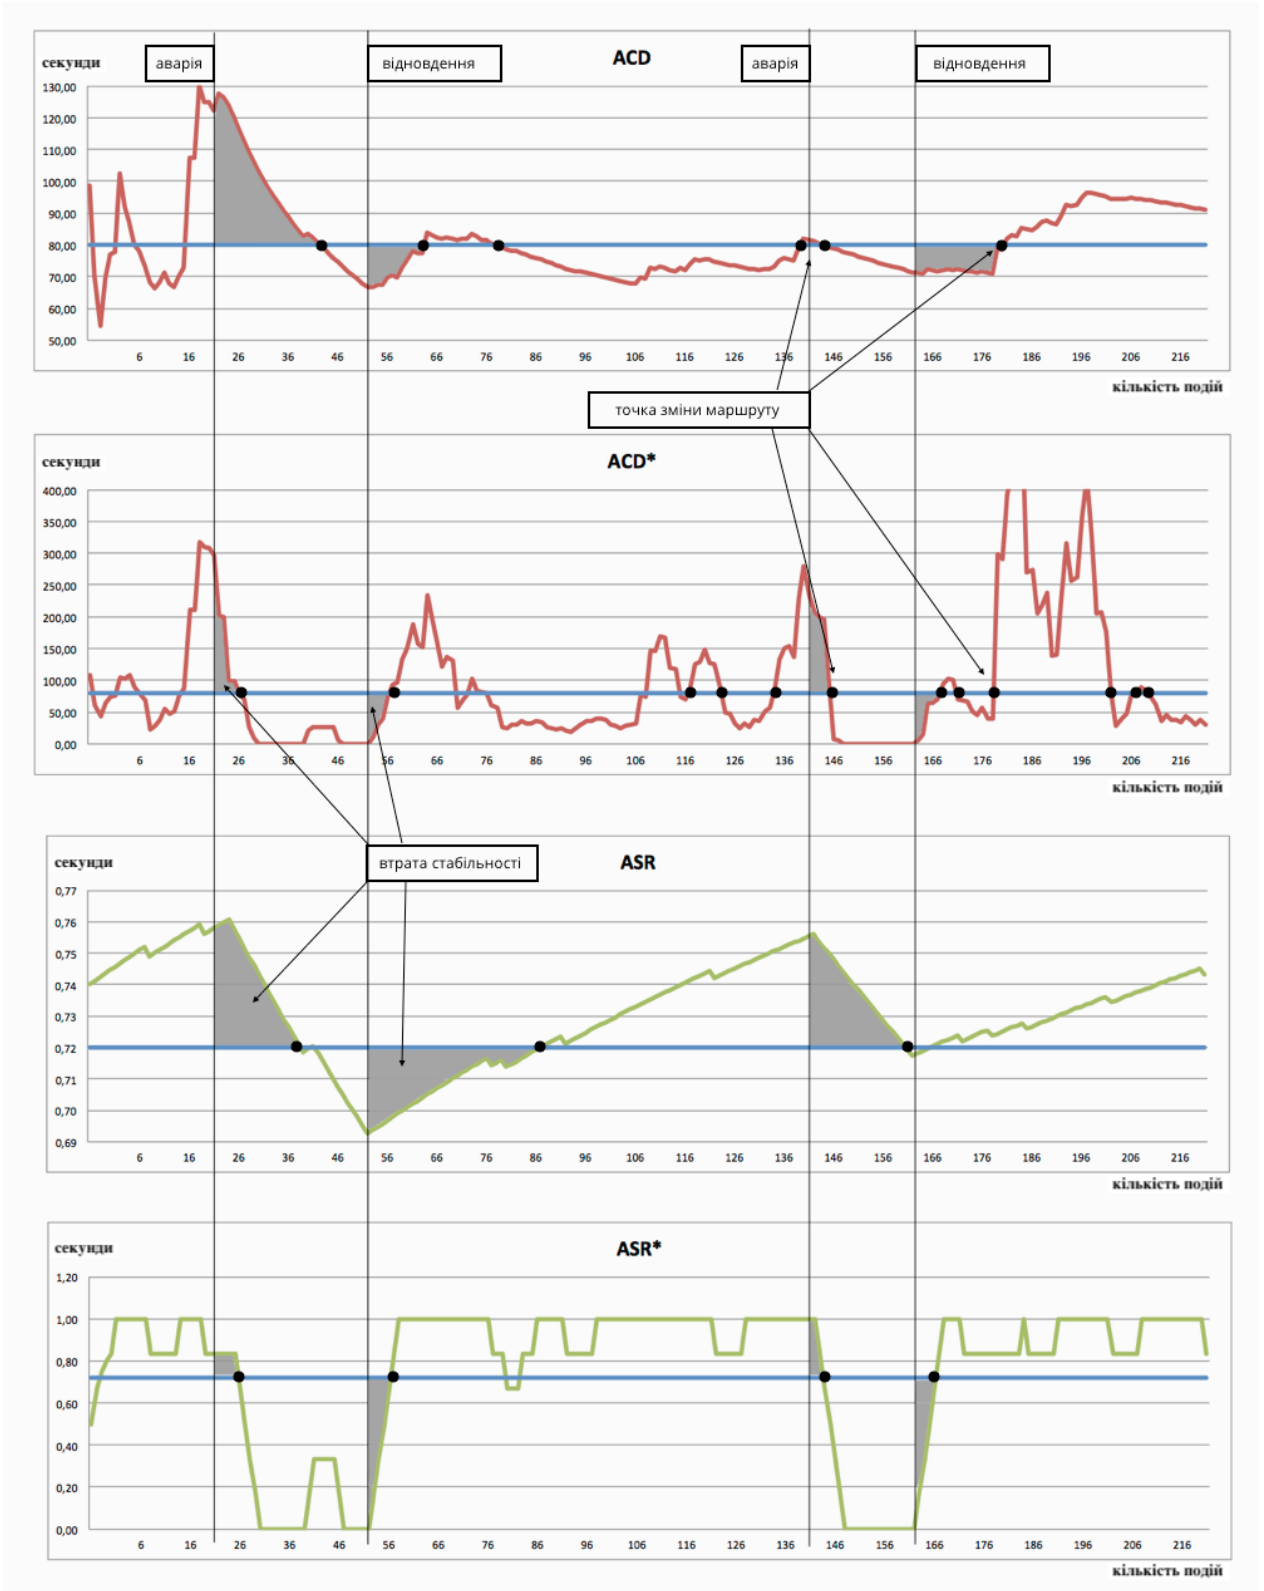 ACD
секунди
аварія
відновдення
аварія
відновдення
130,00
120,00
110,00
100,00
90,00
80,00
70,00
60,00
50,00
6 16 26 36 46 56 66 76 86 96 106 116 126 136 146 156 166 176 186 196 206 216
кількість подій
точка зміни маршруту
ACD*
секунди
400,00
350,00
300,00
250,00
200,00
150,00
100,00
50,00
0,00
6 16 26 36 46 56 66 76 86 96 106 116 126 136 146 156 166 176 186 196 206 216
кількість подій
втрата стабільності
ASR
секунди
0,77
0,76
0,75
0,74
0,73
0,72
0,71
0,70
0,69
6 16 26 36 46 56 66 76 86 96 106 116 126 136 146 156 166 176 186 196 206 216
кількість подій
ASR*
секунди
1,20
1,00
0,80
0,60
0,40
0,20
0,00
6 16 26 36 46 56 66 76 86 96 106 116 126 136 146 156 166 176 186 196 206 216
кількість подій